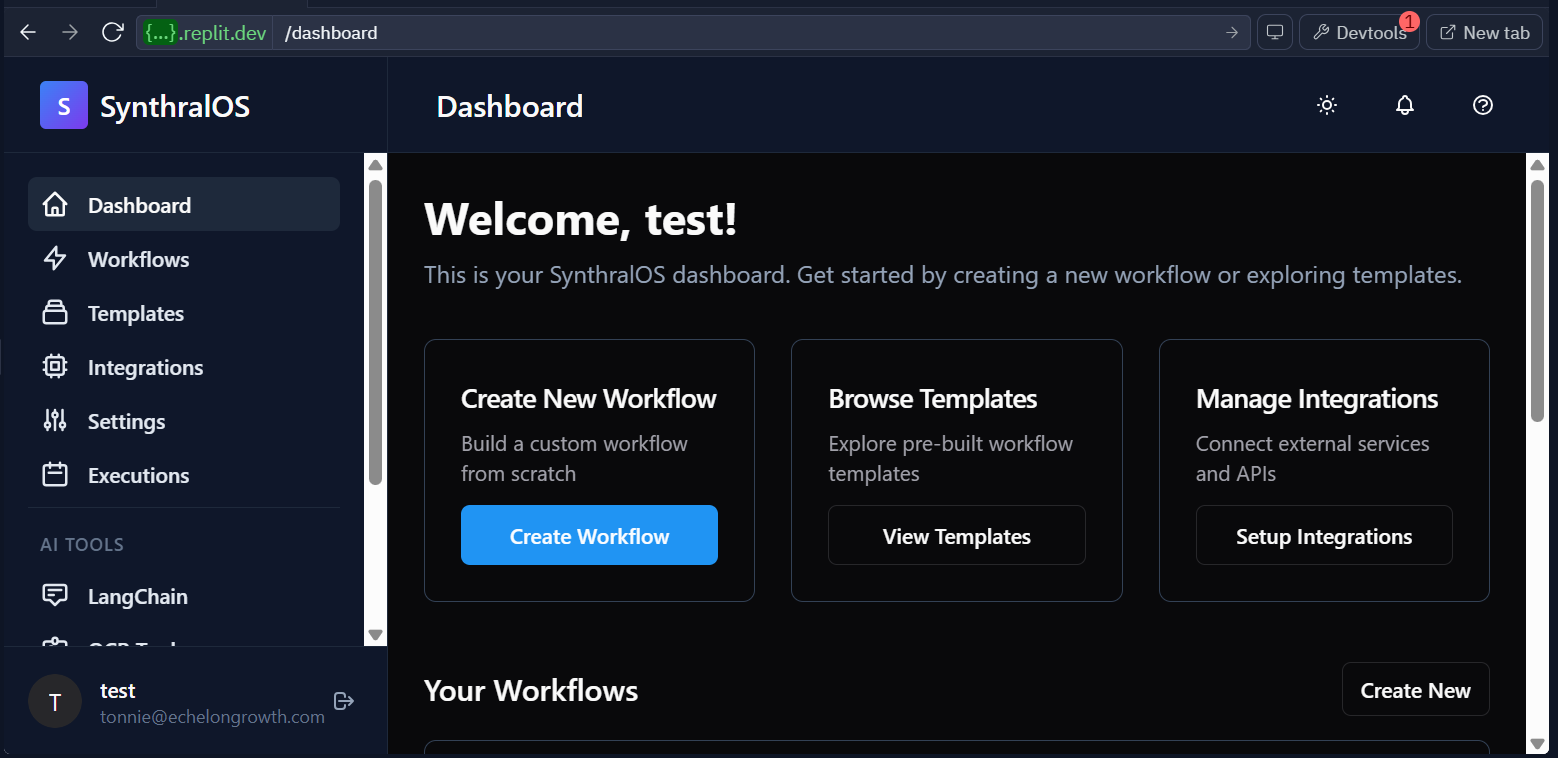 {...}.replit.dev /dashboard
Devtools 1
New tab
S SynthralOS
Dashboard
Dashboard
Workflows
Templates
Integrations
Settings
Executions
AI TOOLS
LangChain
T
test
tonnie@echelongrowth.com
Welcome, test!
This is your SynthralOS dashboard. Get started by creating a new workflow or exploring templates.
Create New Workflow
Build a custom workflow
from scratch
Create Workflow
Browse Templates
Explore pre-built workflow
templates
View Templates
Manage Integrations
Connect external services
and APIs
Setup Integrations
Your Workflows
Create New